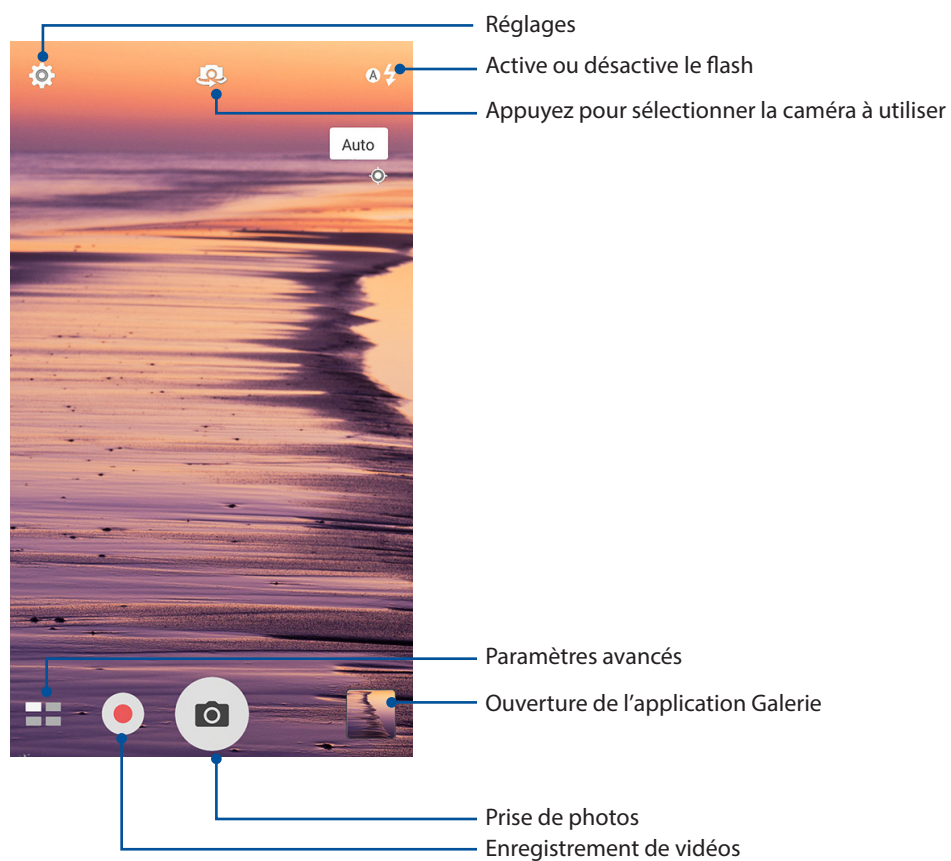 Réglages
Active ou désactive le flash
A
Appuyez pour sélectionner la caméra à utiliser
Auto
Paramètres avancés
Ouverture de l'application Galerie
Prise de photos
Enregistrement de vidéos